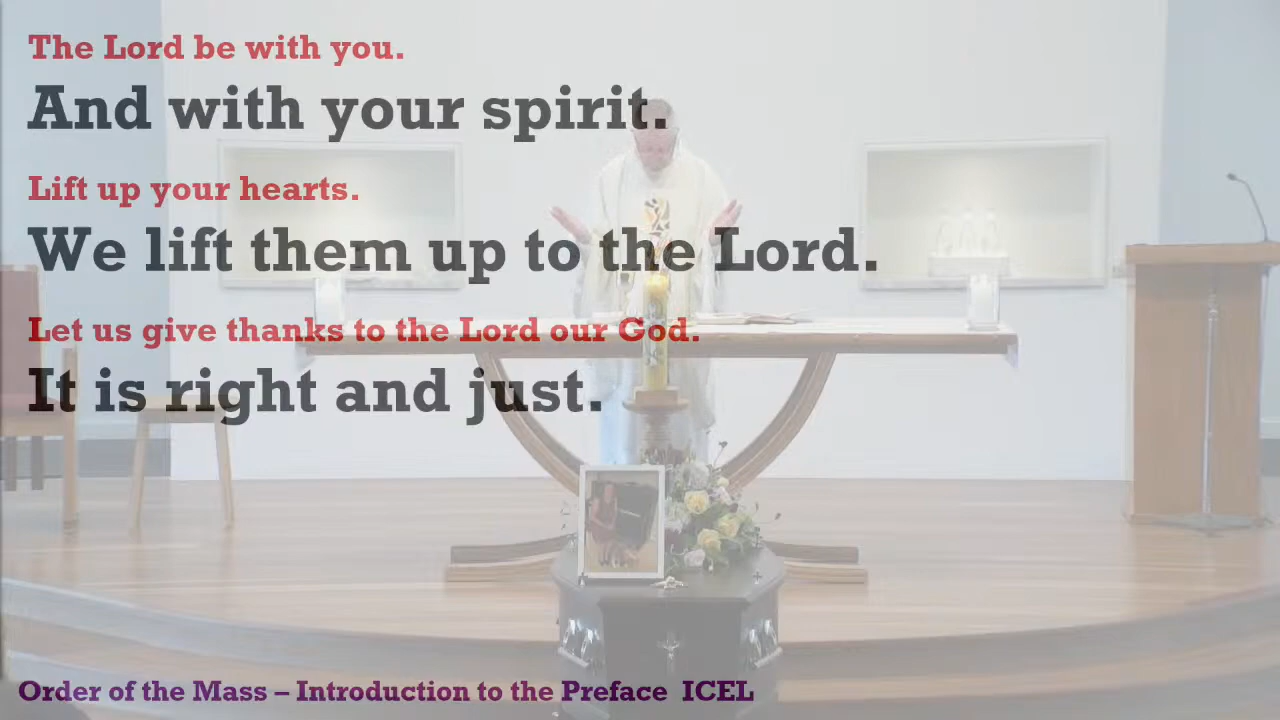 The Lord be with you.
And with your spirit.
Lift up your hearts.
We lift them up to the Lord.
Let us give thanks to the Lord our God.
It is right and just.
Order of the Mass – Introduction to the Preface ICEL